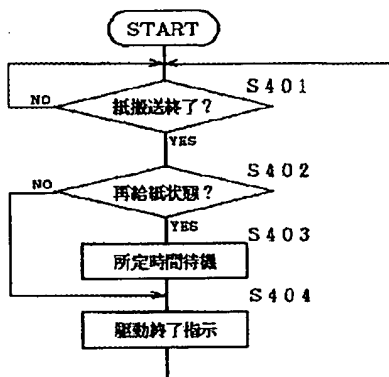 START
S401
紙搬送終了?
NO
YES
S402
再給紙状態?
NO
YES
S403
所定時間待機
S404
駆動終了指示